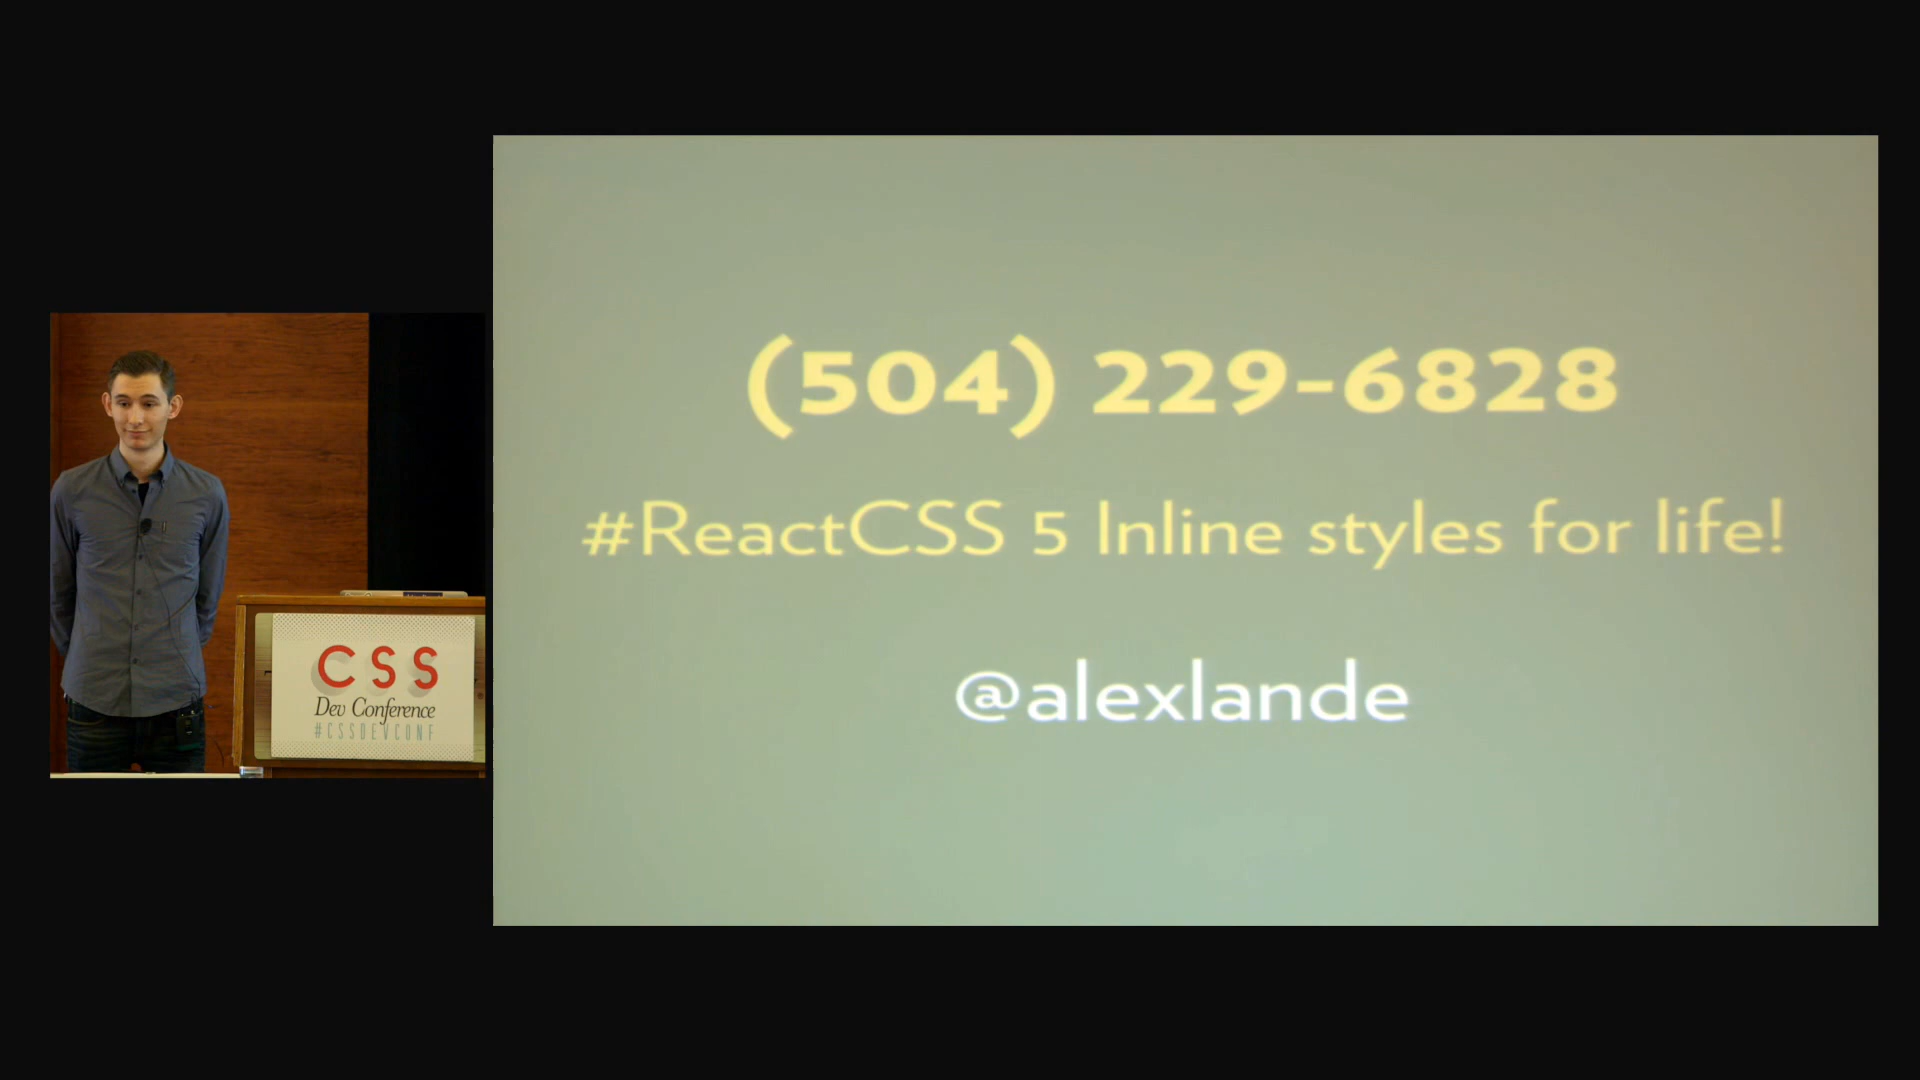 (504) 229-6828
#ReactCSS 5 Inline styles for life!
@alexlande
CSS
Dev Conference
#CSSDEVCONF